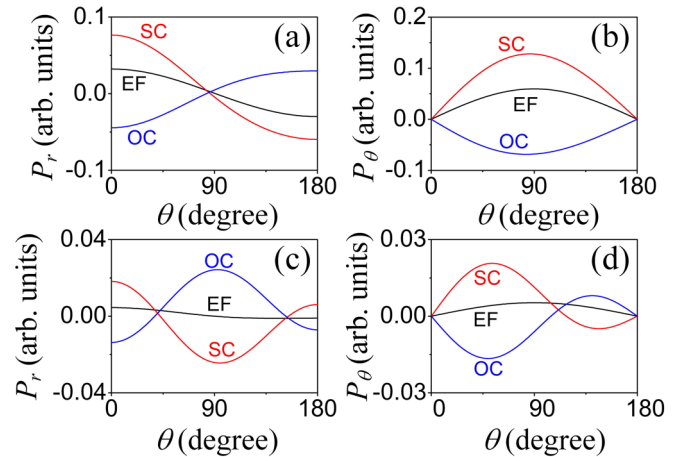 0.1
0.0
-0.1
P_r (arb. units)
SC
EF
OC
(a)
0 90 180
θ (degree)
0.2
0.1
0.0
-0.1
P_θ (arb. units)
SC
EF
OC
(b)
0 90 180
θ (degree)
0.04
0.00
-0.04
P_r (arb. units)
OC
EF
SC
(c)
0 90 180
θ (degree)
0.03
0.00
-0.03
P_θ (arb. units)
SC
EF
OC
(d)
0 90 180
θ (degree)